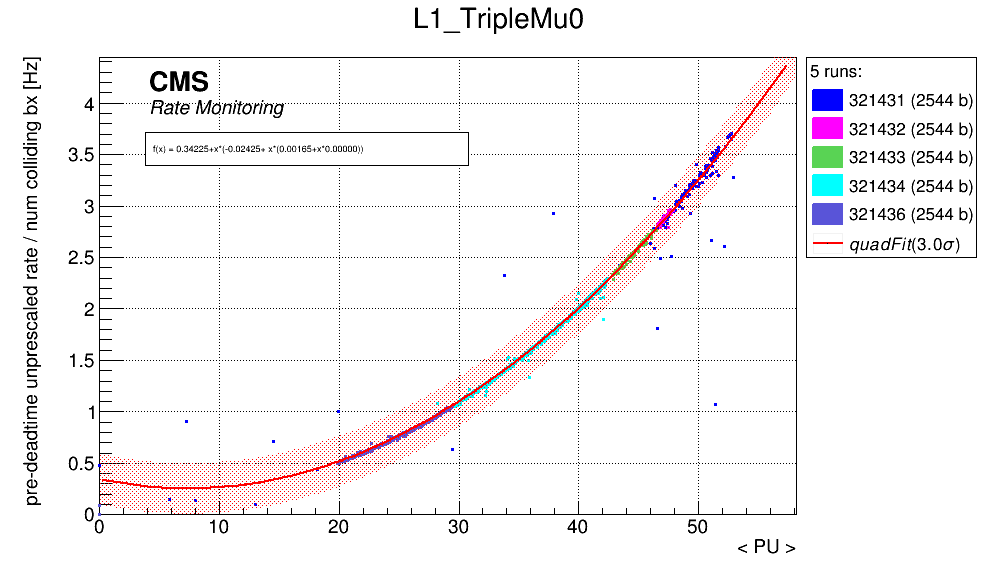 L1_TripleMu0
pre-deadtime unprescaled rate / num colliding bx [Hz]
CMS
Rate Monitoring
f(x) = 0.34225+x*(-0.02425+ x*(0.00165+x*0.00000))
4
3.5
3
2.5
2
1.5
1
0.5
0
0 10 20 30 40 50
< PU >
5 runs:
321431 (2544 b)
321432 (2544 b)
321433 (2544 b)
321434 (2544 b)
321436 (2544 b)
quadFit(3.0σ)